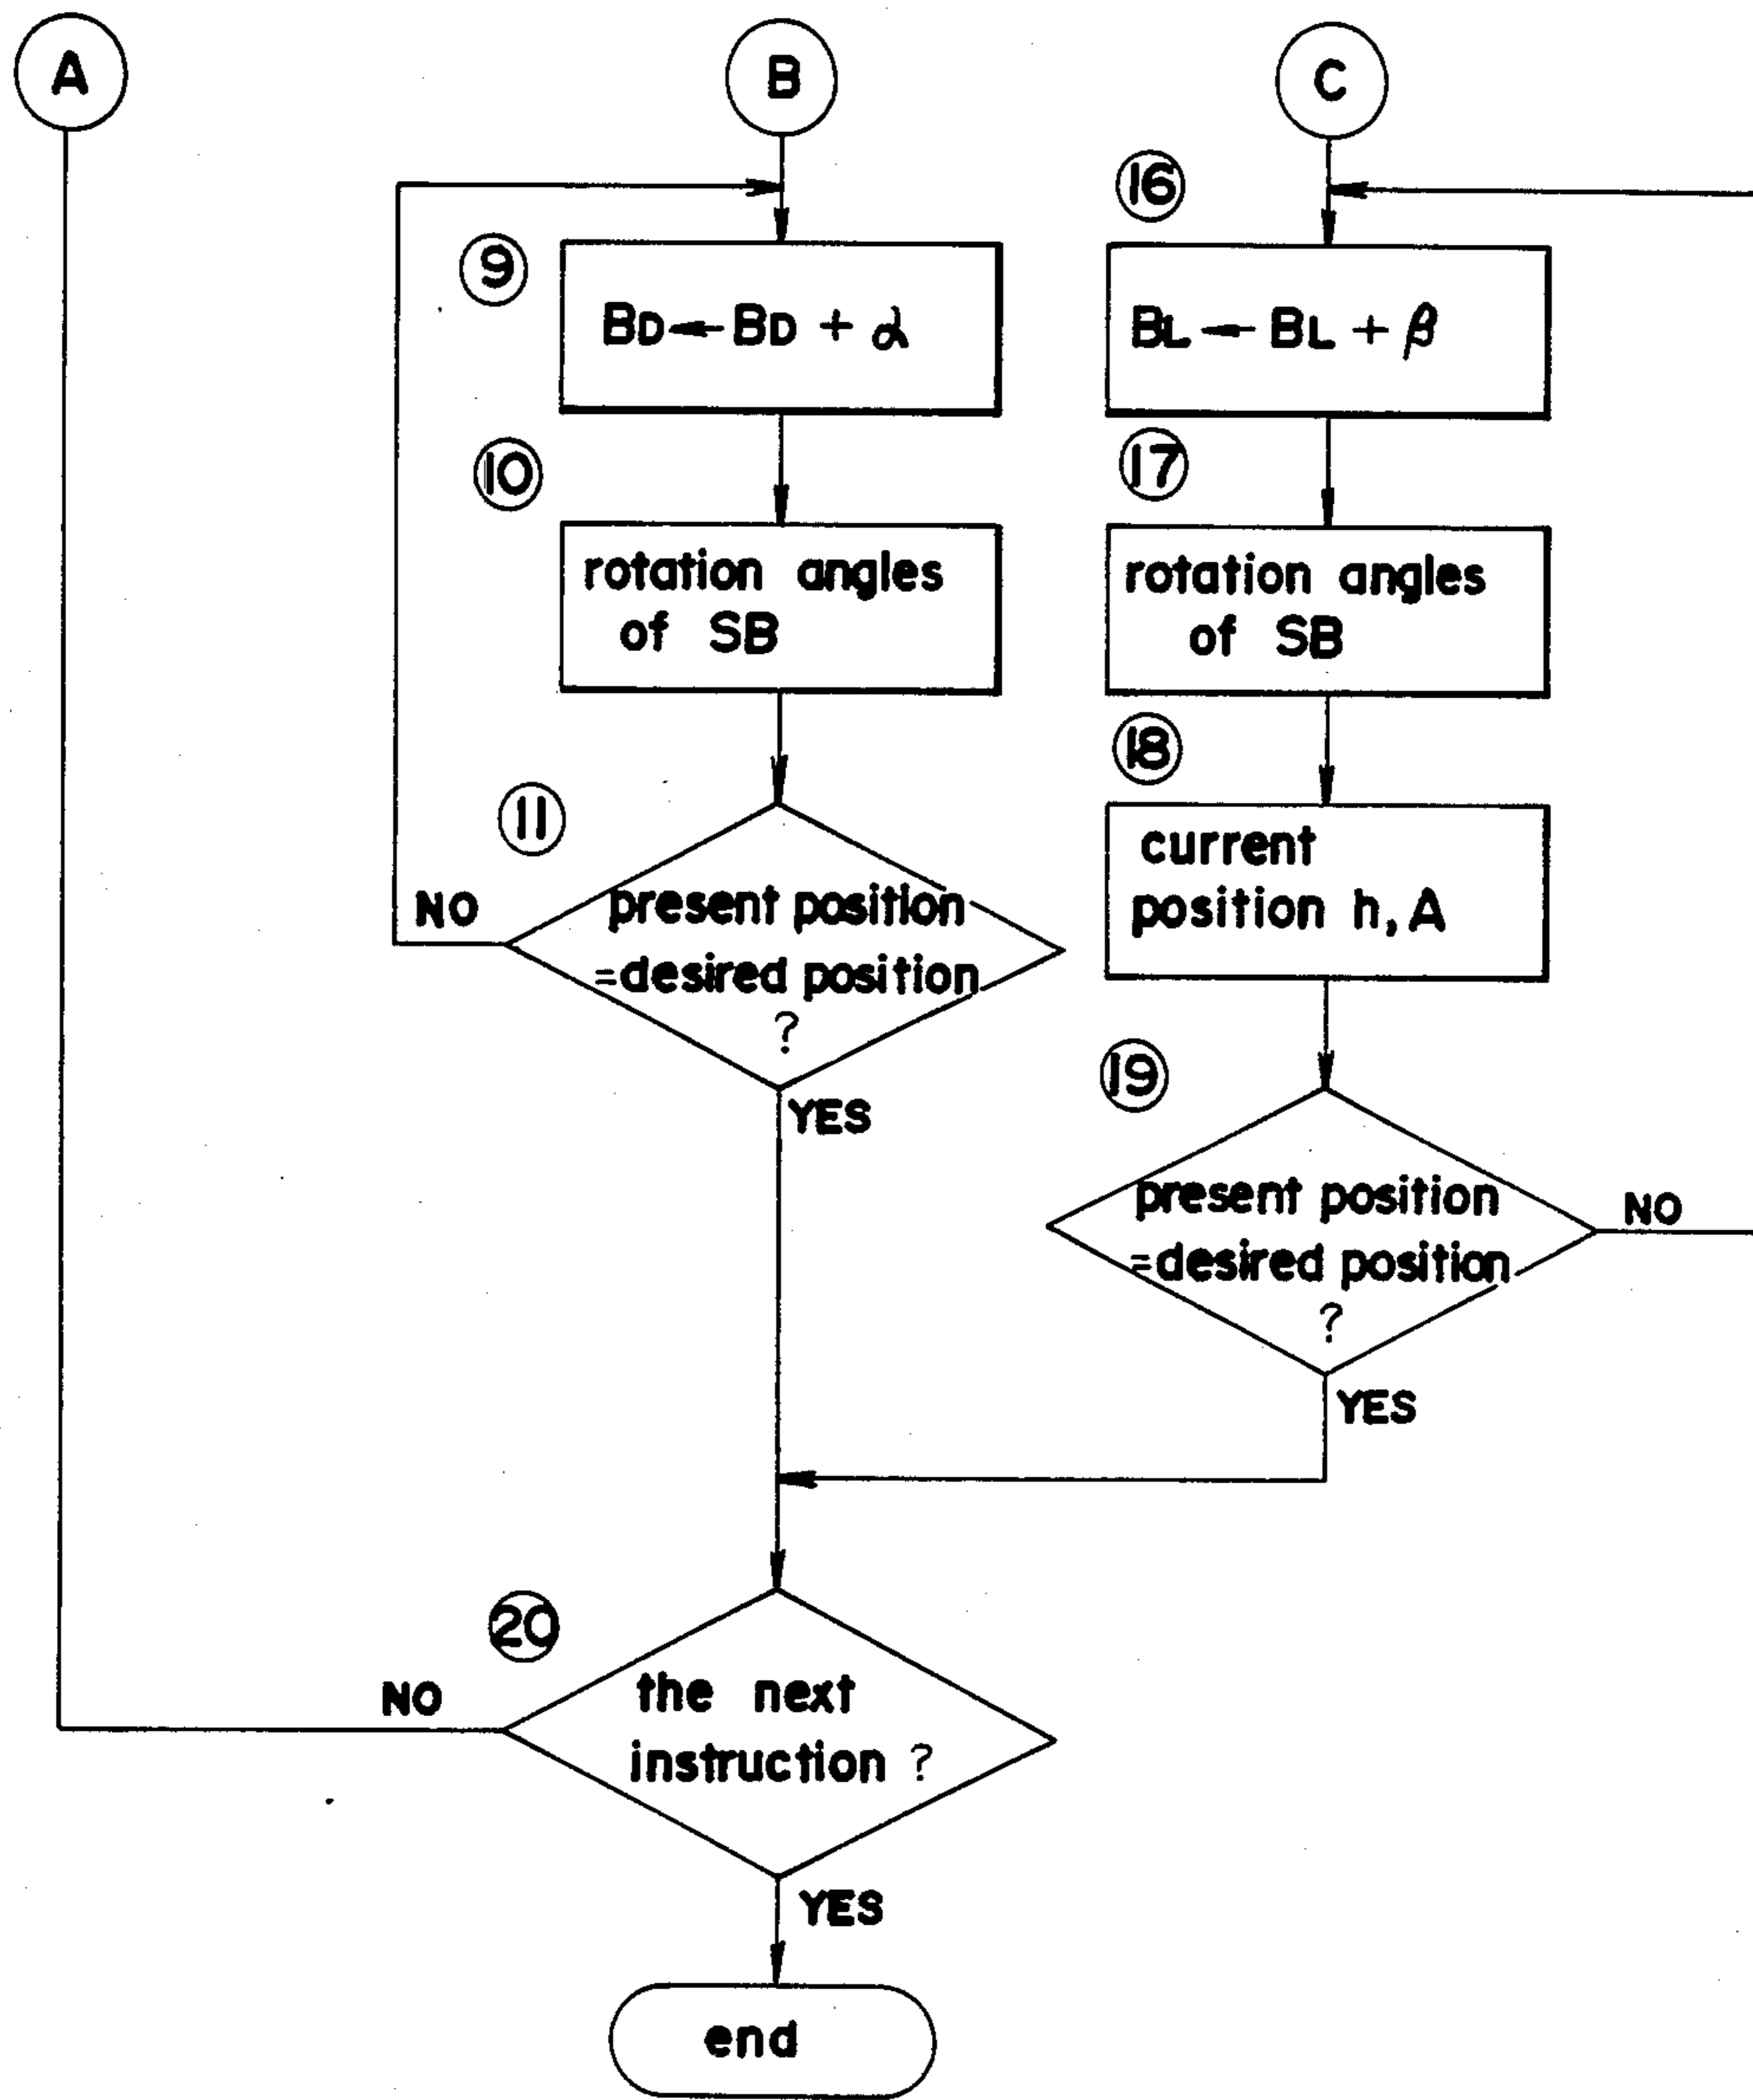 A
B
C
16
9
BD ← BD + α
BL ← BL + β
10
17
rotation angles
of SB
rotation angles
of SB
18
11
current
position h, A
NO
present position
=desired position
?
19
YES
present position
=desired position
?
NO
YES
20
NO
the next
instruction ?
YES
end